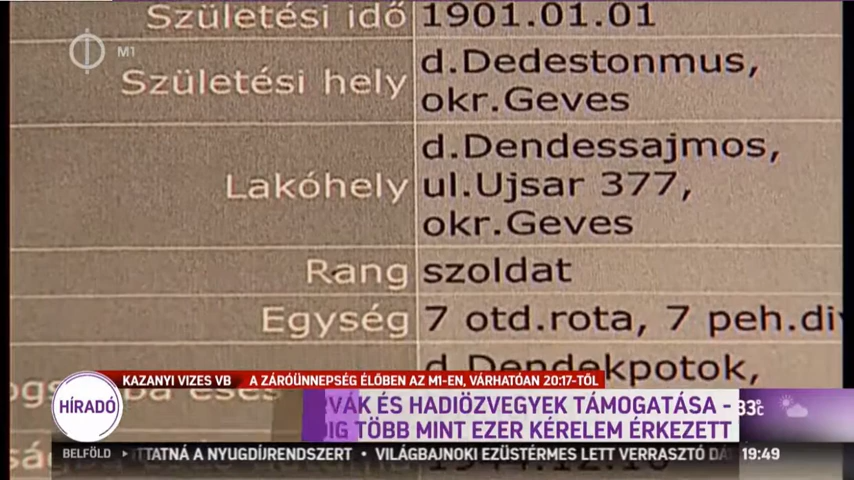 Születési idő 1901.01.01
M1
Születési hely d.Dedestonmus,
okr.Geves
Lakóhely d.Dendessajmos,
ul.Ujsar 377,
okr.Geves
Rang szoldat
Egység 7 otd.rota, 7 peh.div
d.Dendekpotok,
KAZANYI VIZES VB A ZÁRÓÜNNEPSÉG ÉLŐBEN AZ M1-EN, VÁRHATÓAN 20:17-TŐL
HÍRADÓ
RVÁK ÉS HADIÖZVEGYEK TÁMOGATÁSA -
DIG TÖBB MINT EZER KÉRELEM ÉRKEZETT
33°C
BELFÖLD TTATNÁ A NYUGDÍJRENDSZERT • VILÁGBAJNOKI EZÜSTÉRMES LETT VERRASZTÓ DÁ 19:49